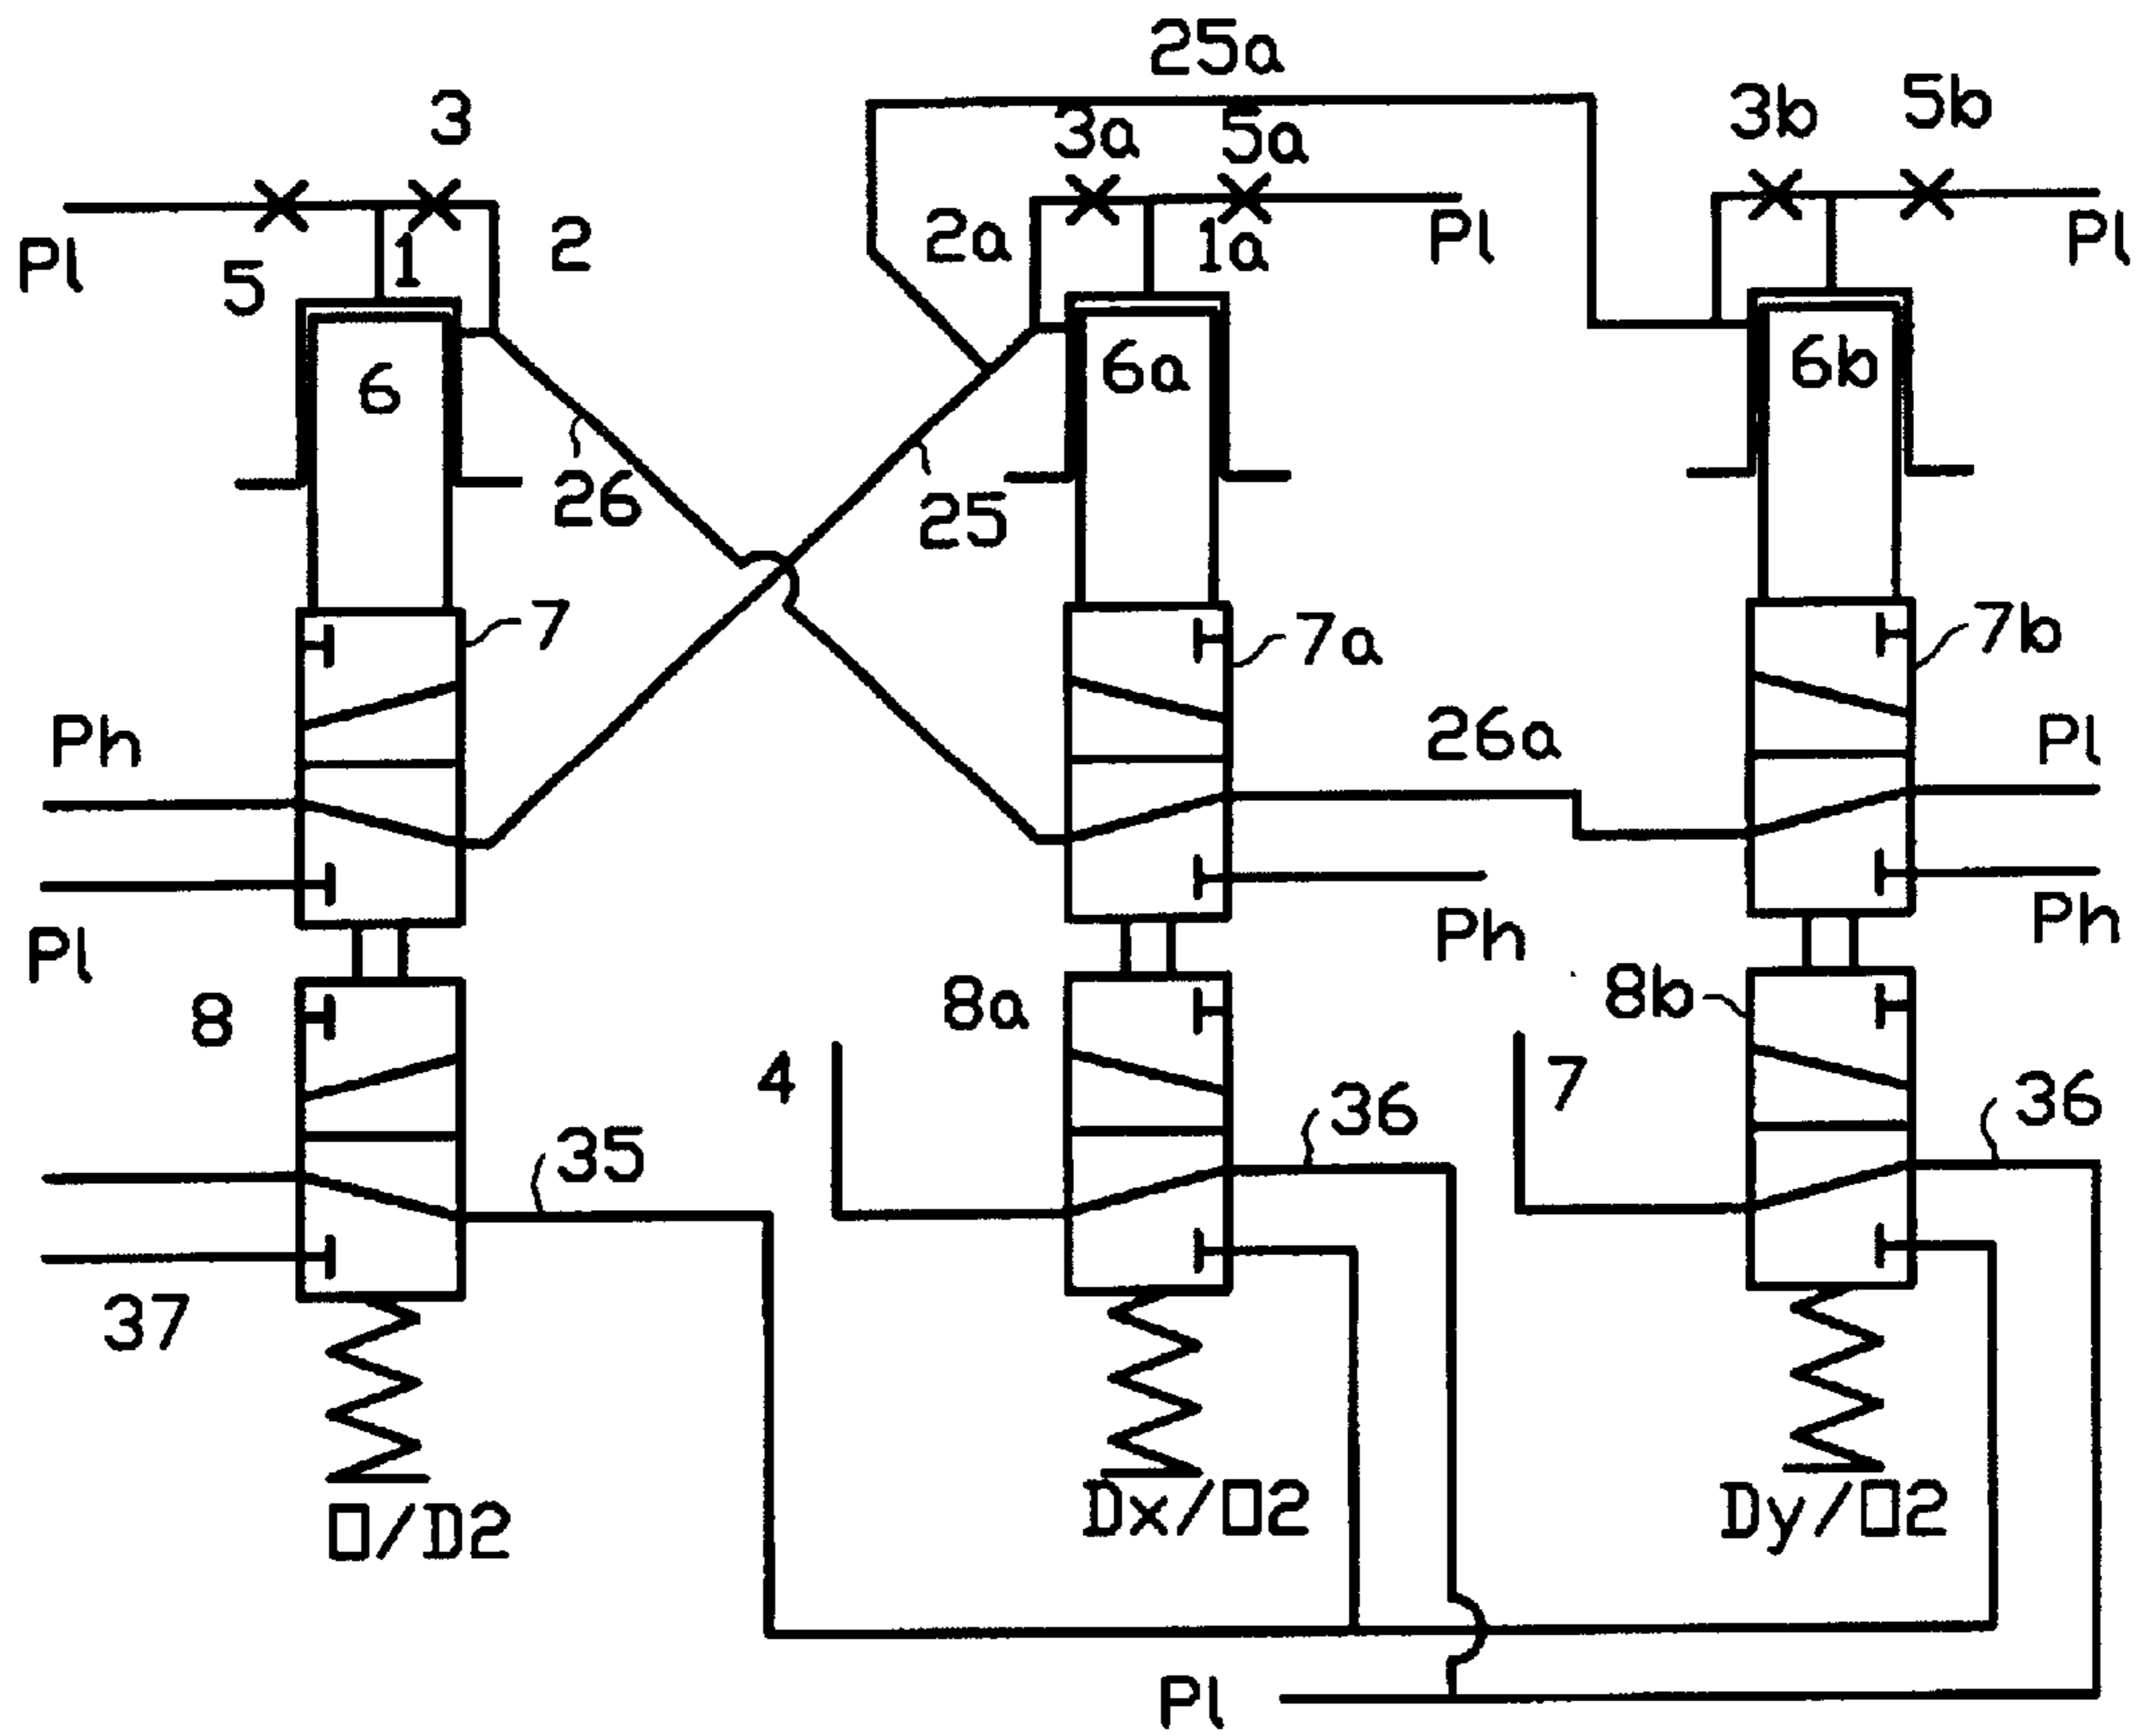 25a
3 3a 5a 3b 5b
Pl 5 1 2 2a 1a Pl Pl
6 6a 6b
26 25
7 7a 7b
Ph 26a Pl
Pl Ph Ph
8 8a 8b
4 7
35 36 36
37
O/D2 Dx/O2 Dy/O2
Pl